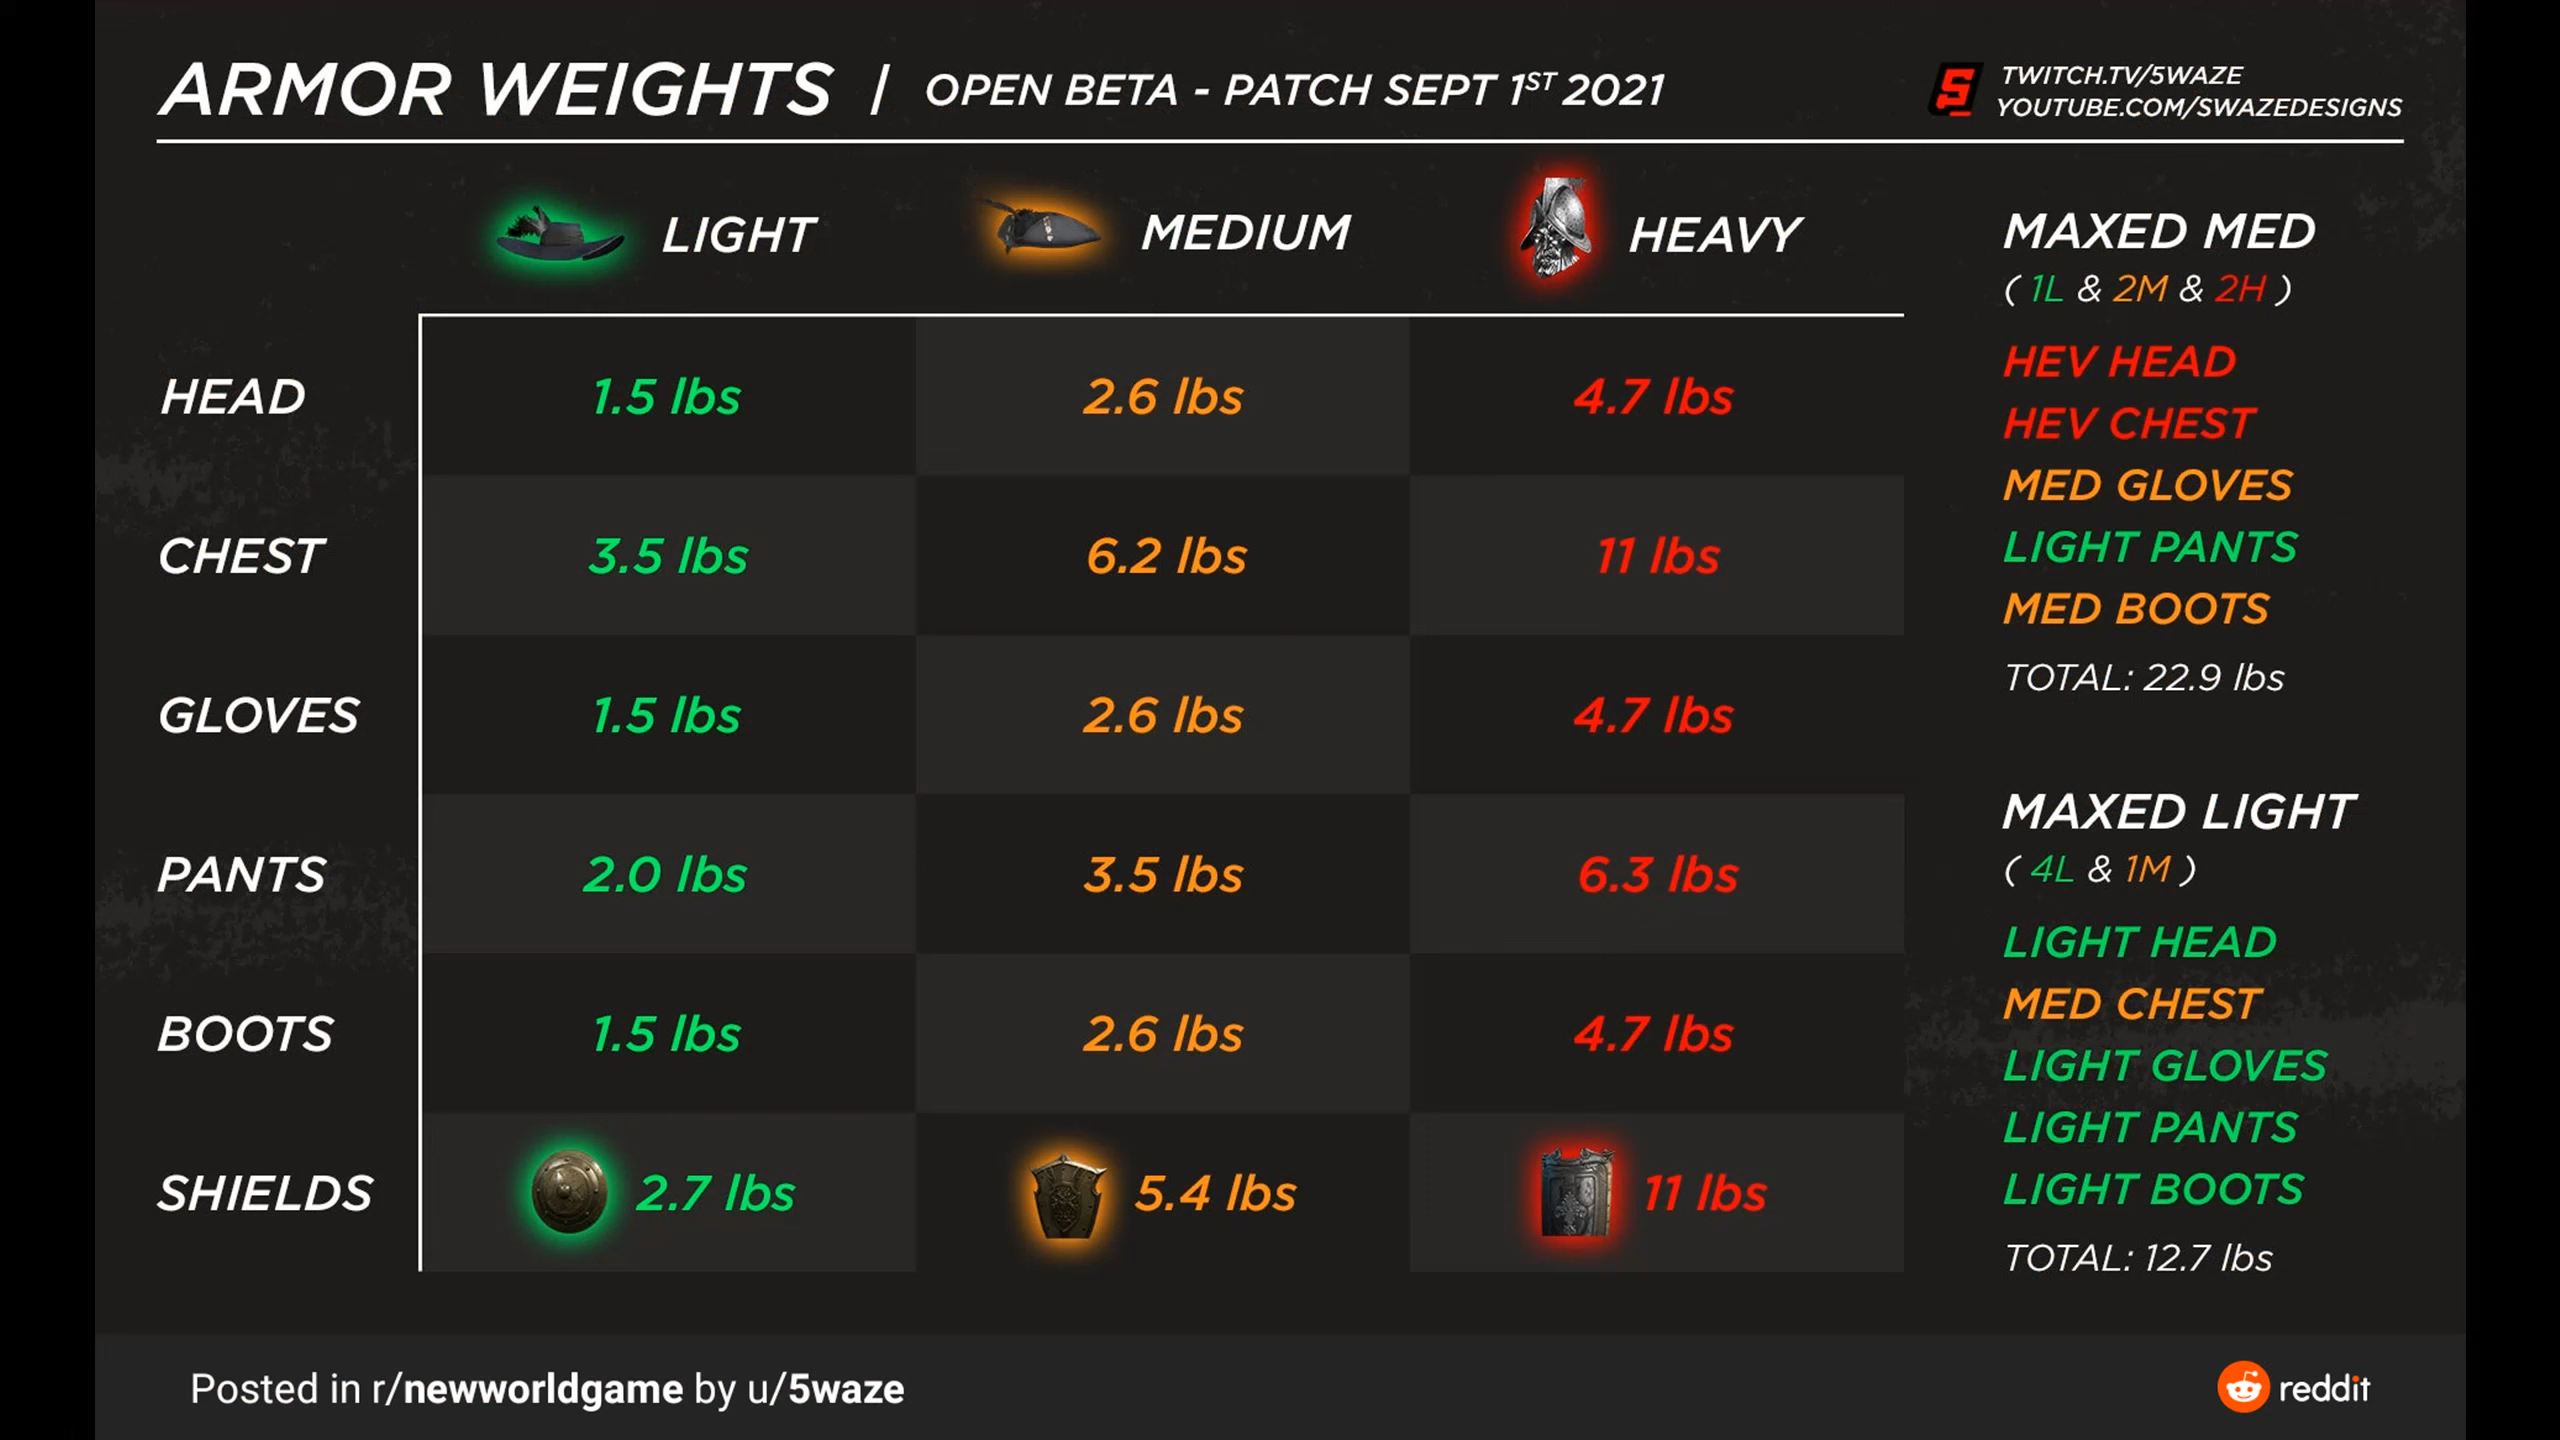 ARMOR WEIGHTS | OPEN BETA - PATCH SEPT 1ST 2021
TWITCH.TV/5WAZE
YOUTUBE.COM/SWAZEDESIGNS
LIGHT MEDIUM HEAVY
HEAD 1.5 lbs 2.6 lbs 4.7 lbs
CHEST 3.5 lbs 6.2 lbs 11 lbs
GLOVES 1.5 lbs 2.6 lbs 4.7 lbs
PANTS 2.0 lbs 3.5 lbs 6.3 lbs
BOOTS 1.5 lbs 2.6 lbs 4.7 lbs
SHIELDS 2.7 lbs 5.4 lbs 11 lbs
MAXED MED
( 1L & 2M & 2H )
HEV HEAD
HEV CHEST
MED GLOVES
LIGHT PANTS
MED BOOTS
TOTAL: 22.9 lbs
MAXED LIGHT
( 4L & 1M )
LIGHT HEAD
MED CHEST
LIGHT GLOVES
LIGHT PANTS
LIGHT BOOTS
TOTAL: 12.7 lbs
Posted in r/newworldgame by u/5waze
reddit